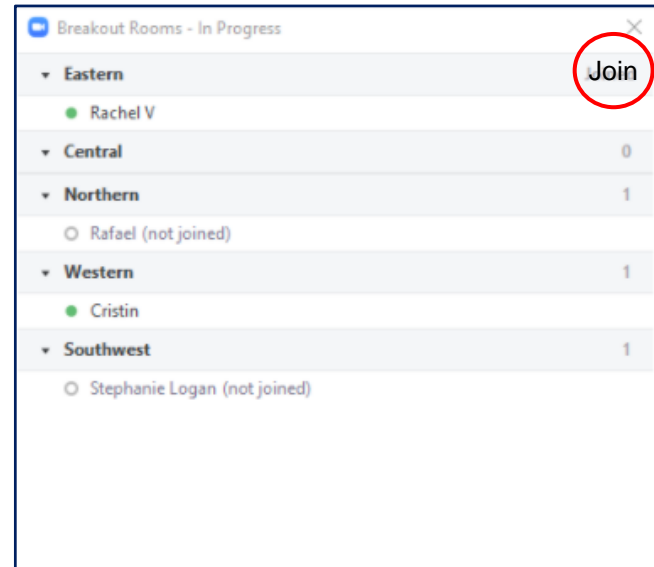 Breakout Rooms - In Progress
Eastern Join
Rachel V
Central 0
Northern 1
Rafael (not joined)
Western 1
Cristin
Southwest 1
Stephanie Logan (not joined)